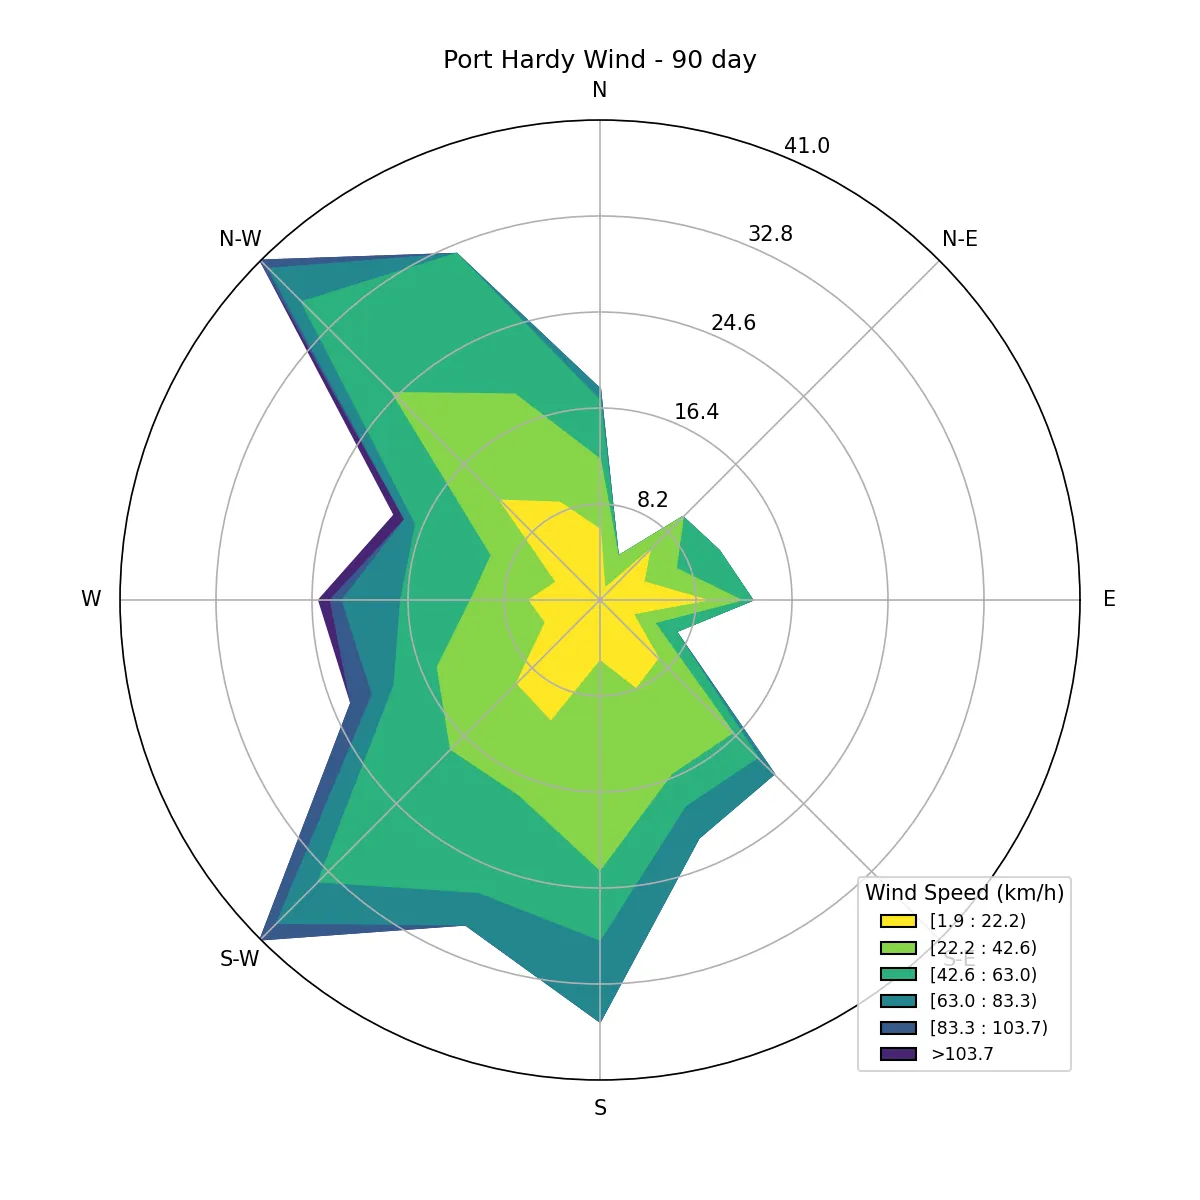 Port Hardy Wind - 90 day
N
41.0
N-W
32.8
N-E
24.6
16.4
8.2
W
E
S-W
S-E
S
Wind Speed (km/h)
[1.9 : 22.2)
[22.2 : 42.6)
[42.6 : 63.0)
[63.0 : 83.3)
[83.3 : 103.7)
>103.7